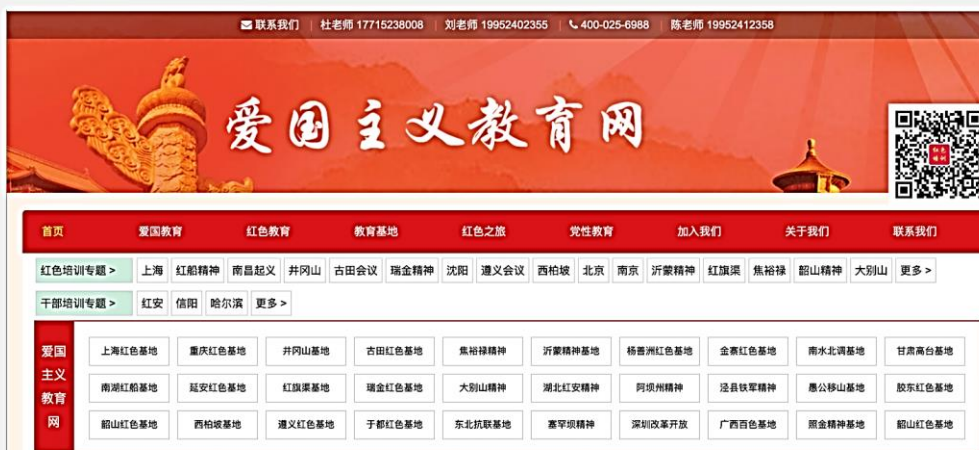 联系我们 | 杜老师 17715238008 | 刘老师 19952402355 | 400-025-6988 | 陈老师 19952412358
爱国主义教育网
红色培训
首页 爱国教育 红色教育 教育基地 红色之旅 党性教育 加入我们 关于我们 联系我们
红色培训专题 > 上海 红船精神 南昌起义 井冈山 古田会议 瑞金精神 沈阳 遵义会议 西柏坡 北京 南京 沂蒙精神 红旗渠 焦裕禄 韶山精神 大别山 更多 >
干部培训专题 > 红安 信阳 哈尔滨 更多 >
爱国主义教育网
上海红色基地 重庆红色基地 井冈山基地 古田红色基地 焦裕禄精神 沂蒙精神基地 杨善洲红色基地 金寨红色基地 南水北调基地 甘肃高台基地
南湖红船基地 延安红色基地 红旗渠基地 瑞金红色基地 大别山精神 湖北红安精神 阿坝州精神 泾县铁军精神 愚公移山基地 胶东红色基地
韶山红色基地 西柏坡基地 遵义红色基地 于都红色基地 东北抗联基地 塞罕坝精神 深圳改革开放 广西百色基地 照金精神基地 韶山红色基地